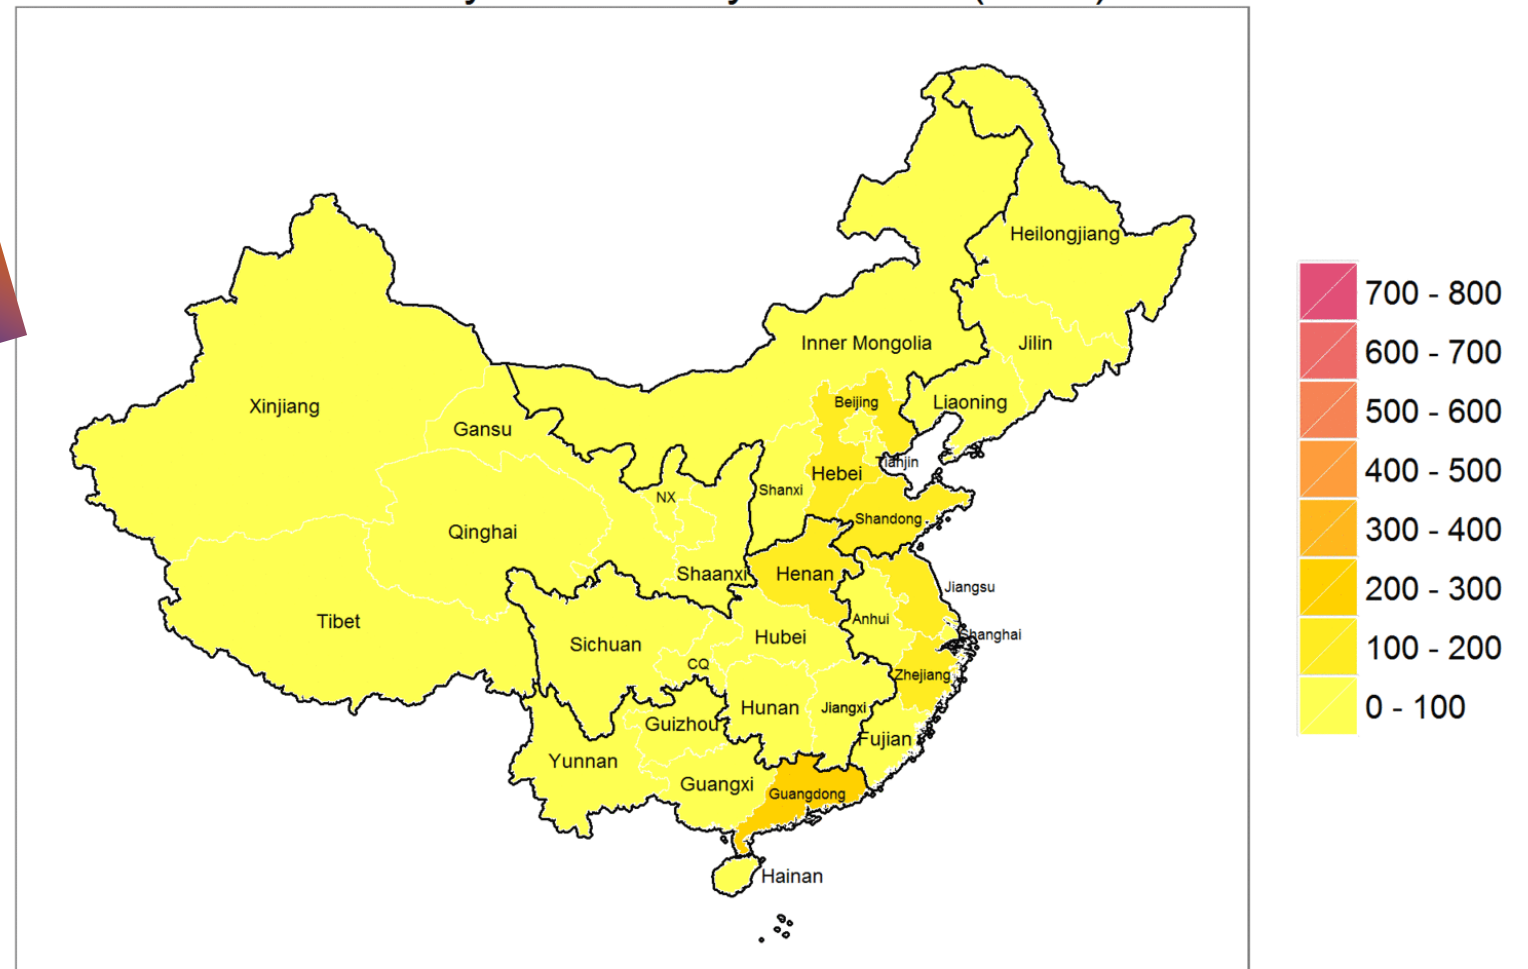 Heilongjiang
Inner Mongolia
Jilin
Xinjiang
Beijing
Liaoning
Gansu
Tianjin
Hebei
Shanxi
NX
Shandong
Qinghai
Shaanxi
Henan
Jiangsu
Tibet
Anhui
Hubei
Shanghai
Sichuan
CQ
Zhejiang
Hunan
Jiangxi
Guizhou
Fujian
Yunnan
Guangxi
Guangdong
Hainan
700 - 800
600 - 700
500 - 600
400 - 500
300 - 400
200 - 300
100 - 200
0 - 100